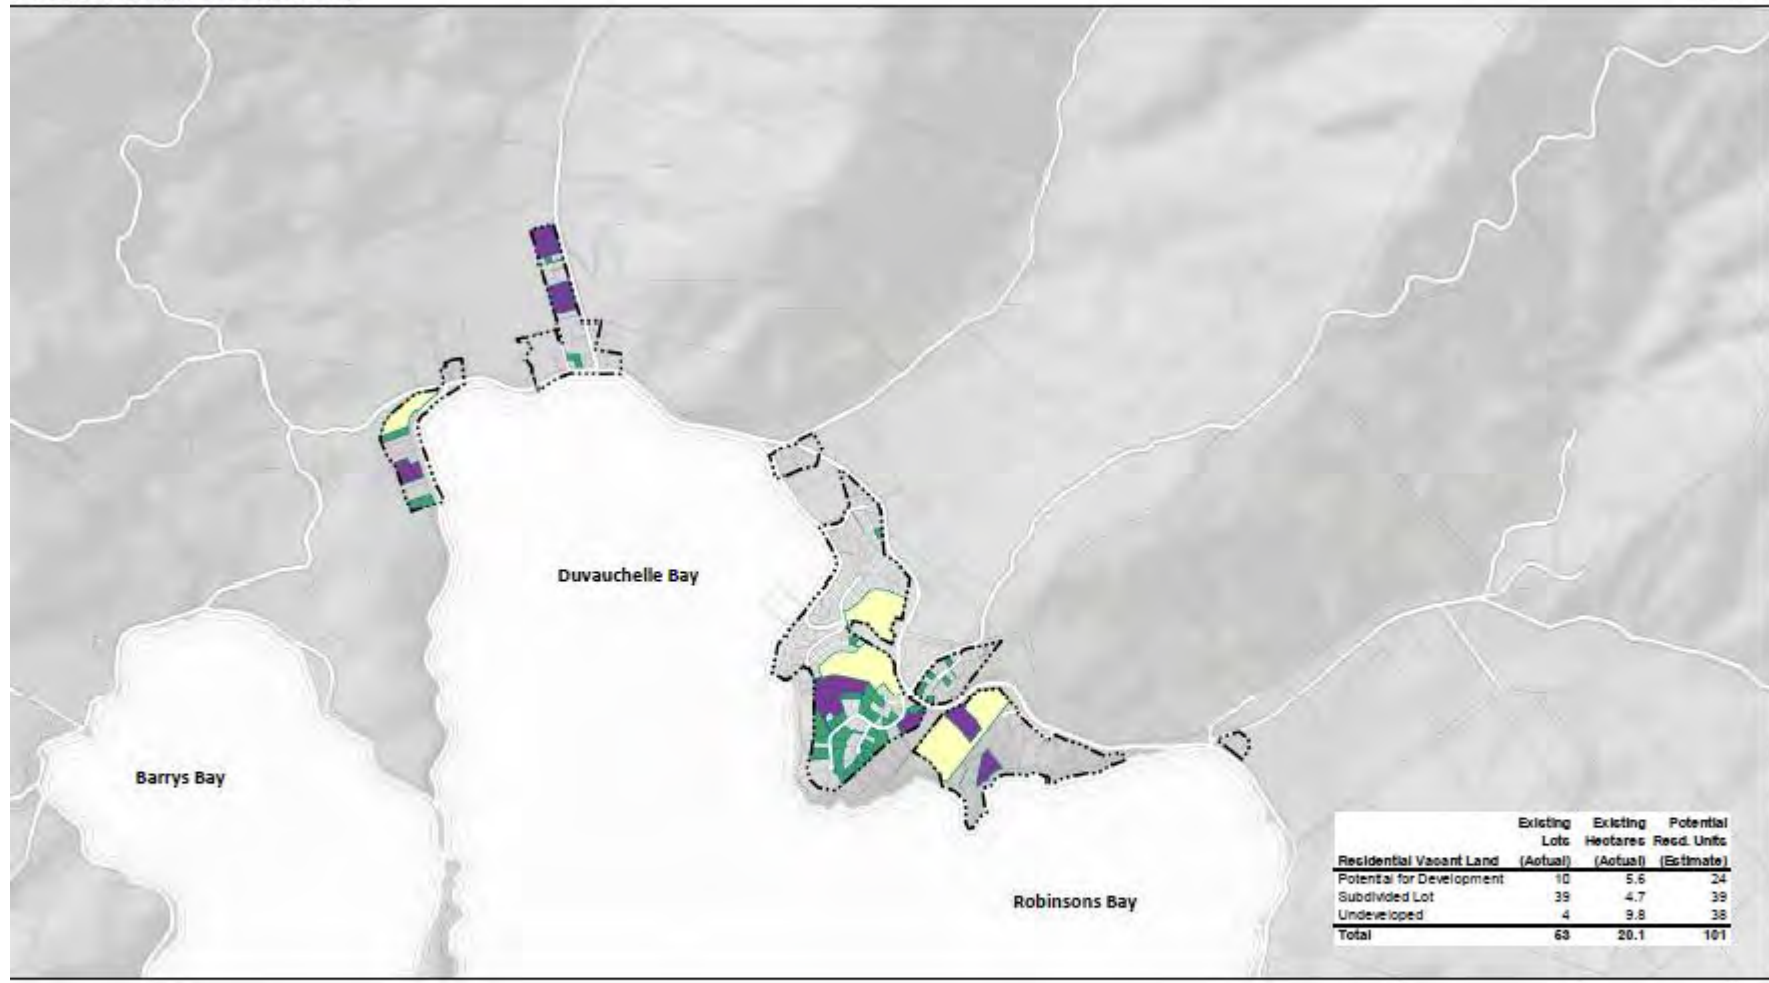 Duvauchelle Bay
Barrys Bay
Robinsons Bay
Existing Existing Potential
Lots Hectares Resd. Units
Residential Vacant Land (Actual) (Actual) (Estimate)
Potential for Development 10 5.6 24
Subdivided Lot 39 4.7 39
Undeveloped 4 9.8 38
Total 53 20.1 101